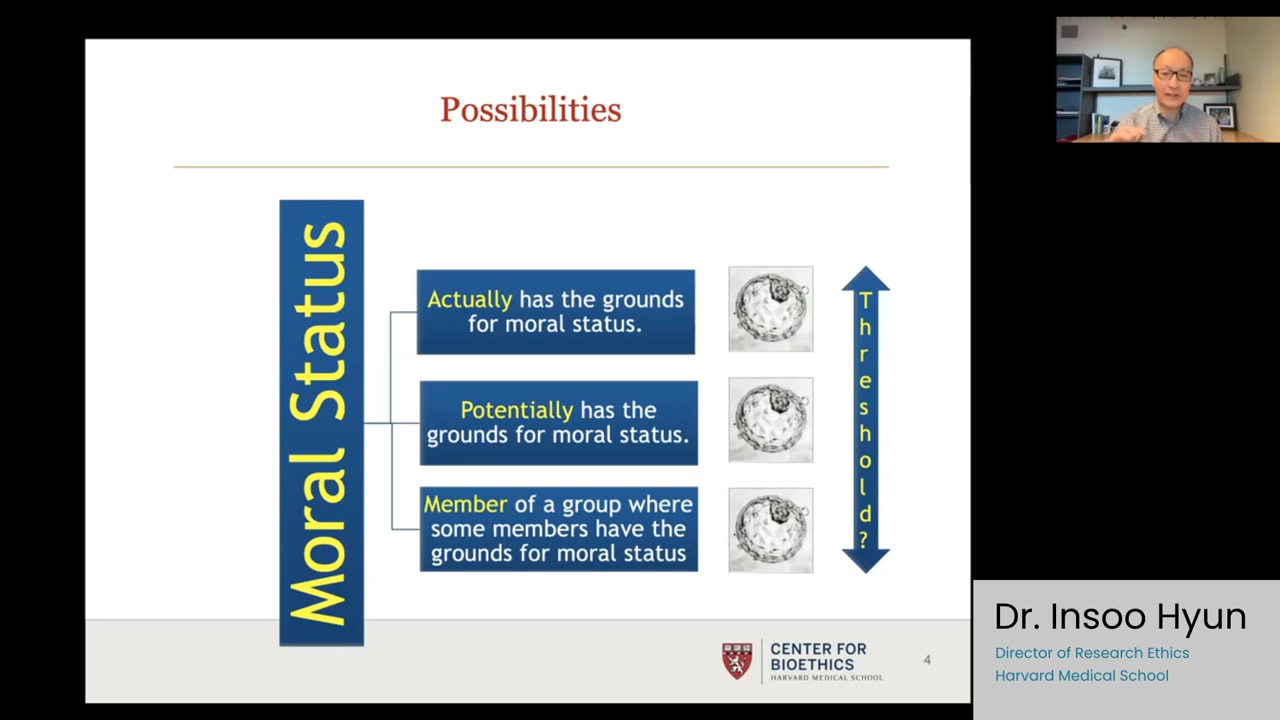 Possibilities
Moral Status
Actually has the grounds
for moral status.
Potentially has the
grounds for moral status.
Member of a group where
some members have the
grounds for moral status
Threshold?
CENTER FOR
BIOETHICS
HARVARD MEDICAL SCHOOL
4
Dr. Insoo Hyun
Director of Research Ethics
Harvard Medical School